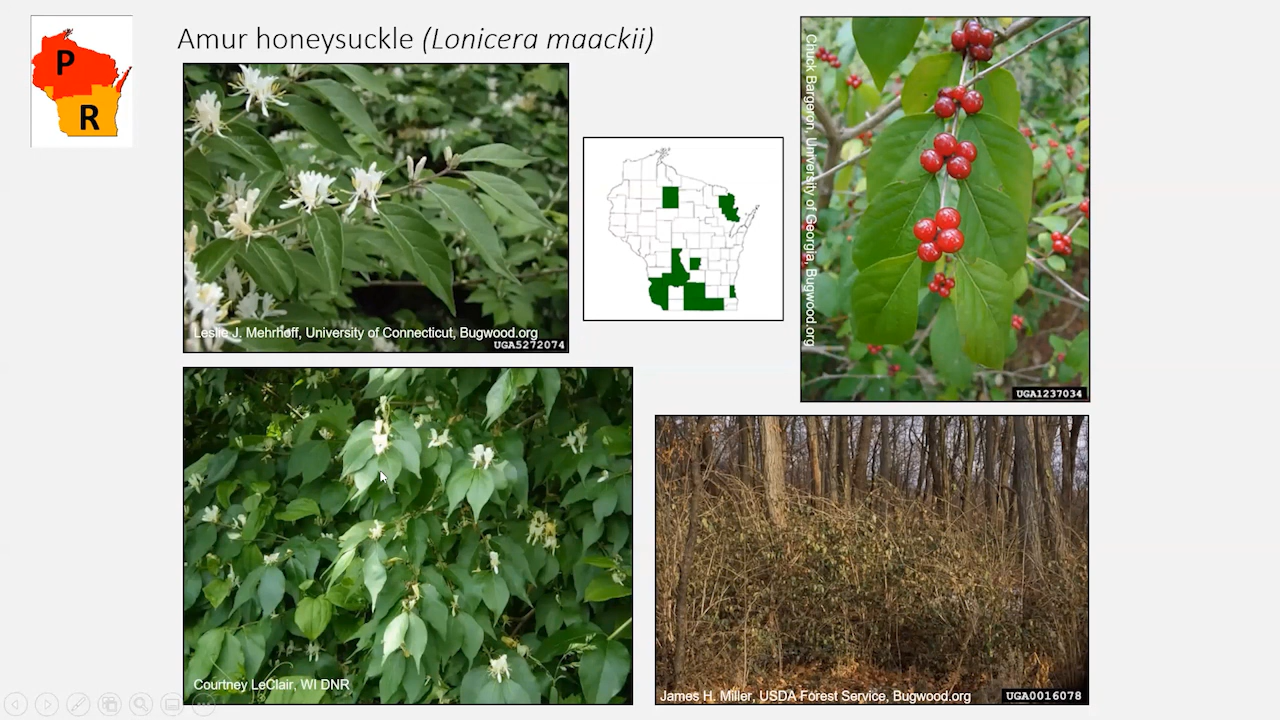 P
R
Amur honeysuckle (Lonicera maackii)
Leslie J. Mehrhoff, University of Connecticut, Bugwood.org
UGA5272074
Chuck Bargeron, University of Georgia, Bugwood.org
UGA1237034
Courtney LeClair, WI DNR
James H. Miller, USDA Forest Service, Bugwood.org
UGA0016078